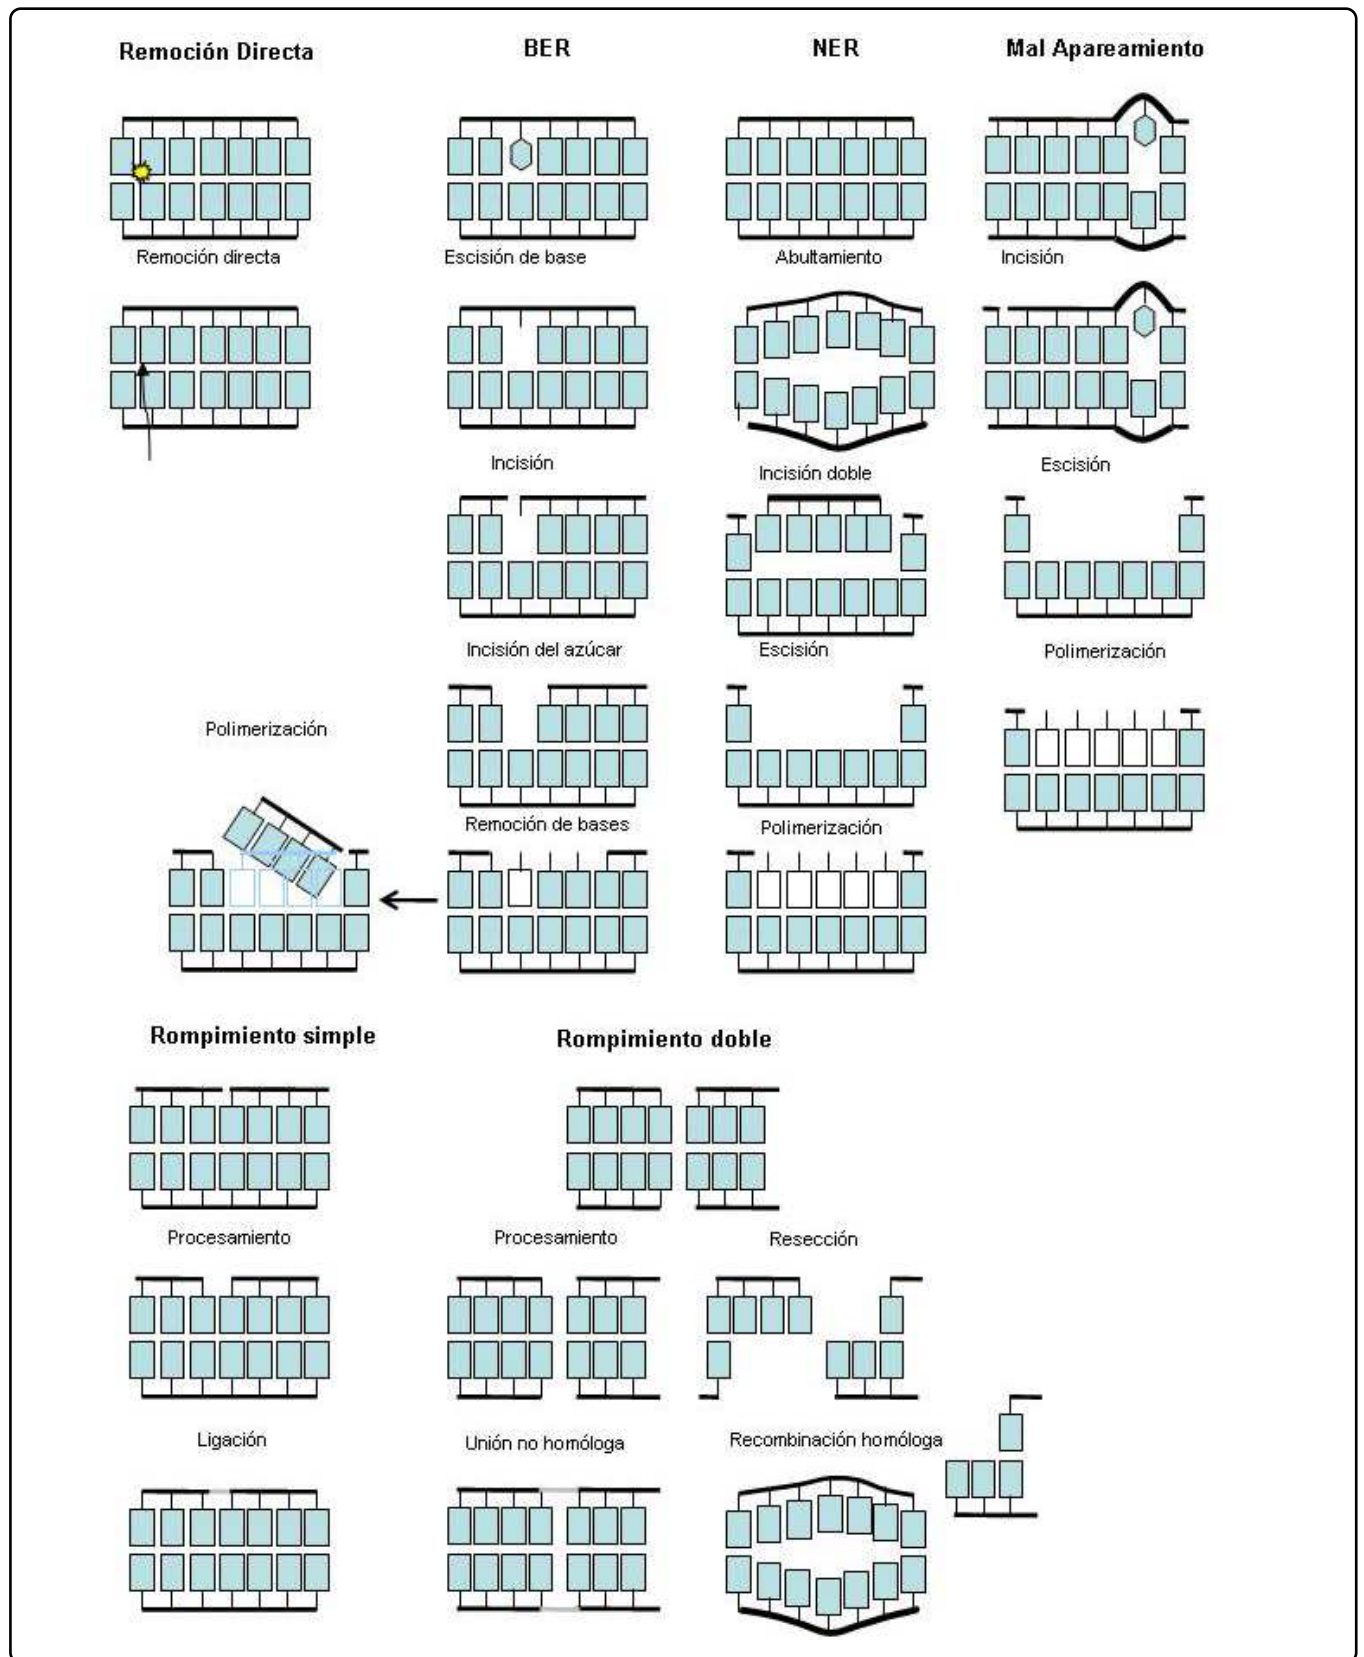 Remoción Directa
BER
NER
Mal Apareamiento
Remoción directa
Escisión de base
Abultamiento
Incisión
Incisión
Incisión doble
Escisión
Incisión del azúcar
Escisión
Polimerización
Polimerización
Remoción de bases
Polimerización
Rompimiento simple
Rompimiento doble
Procesamiento
Procesamiento
Resección
Ligación
Unión no homóloga
Recombinación homóloga